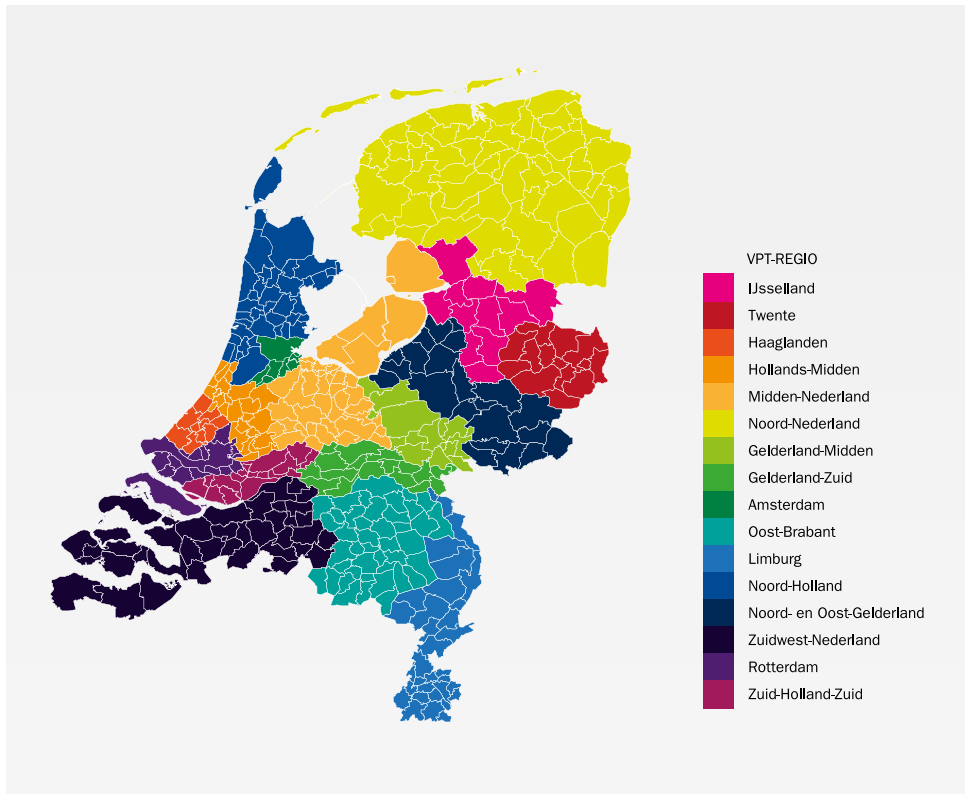 VPT-REGIO
IJsselland
Twente
Haaglanden
Hollands-Midden
Midden-Nederland
Noord-Nederland
Gelderland-Midden
Gelderland-Zuid
Amsterdam
Oost-Brabant
Limburg
Noord-Holland
Noord- en Oost-Gelderland
Zuidwest-Nederland
Rotterdam
Zuid-Holland-Zuid